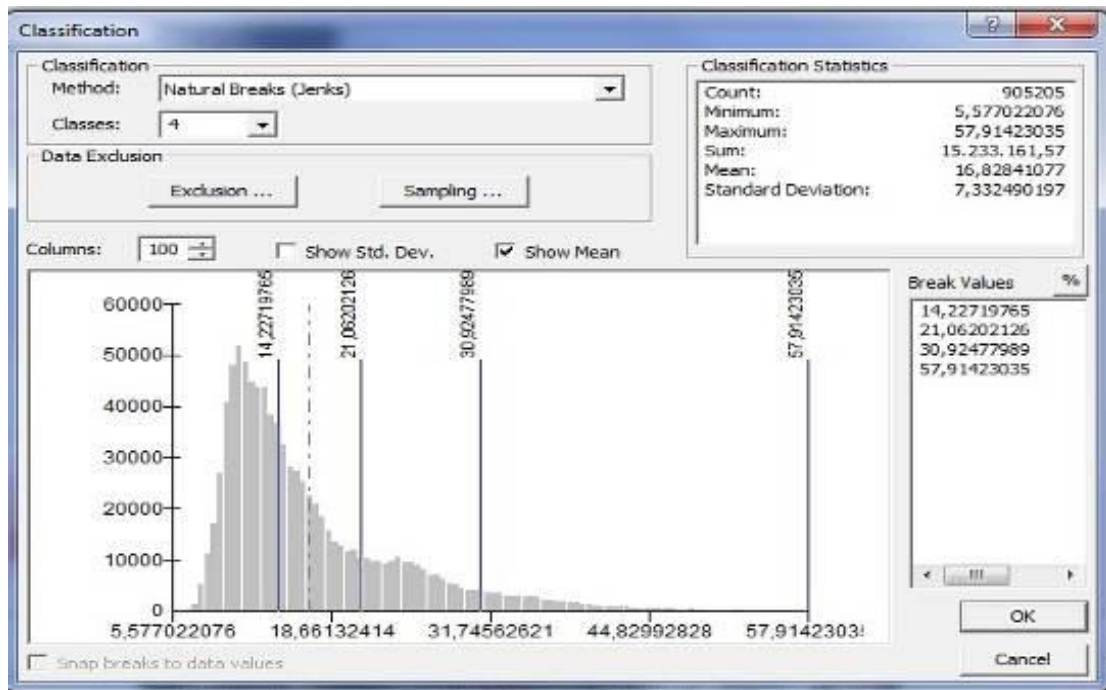 Classification
Classification
Method: Natural Breaks (Jenks)
Classes: 4
Data Exclusion
Exclusion ...
Sampling ...
Classification Statistics
Count: 905205
Minimum: 5,577022076
Maximum: 57,91423035
Sum: 15.233.161,57
Mean: 16,82841077
Standard Deviation: 7,332490197
Columns: 100 Show Std. Dev. Show Mean
14,22719765
21,06202126
30,92477989
57,91423035
60000
50000
40000
30000
20000
10000
0
5,577022076 18,66132414 31,74562621 44,82992828 57,9142303
Break Values %
14,22719765
21,06202126
30,92477989
57,91423035
OK
Cancel
Snap breaks to data values